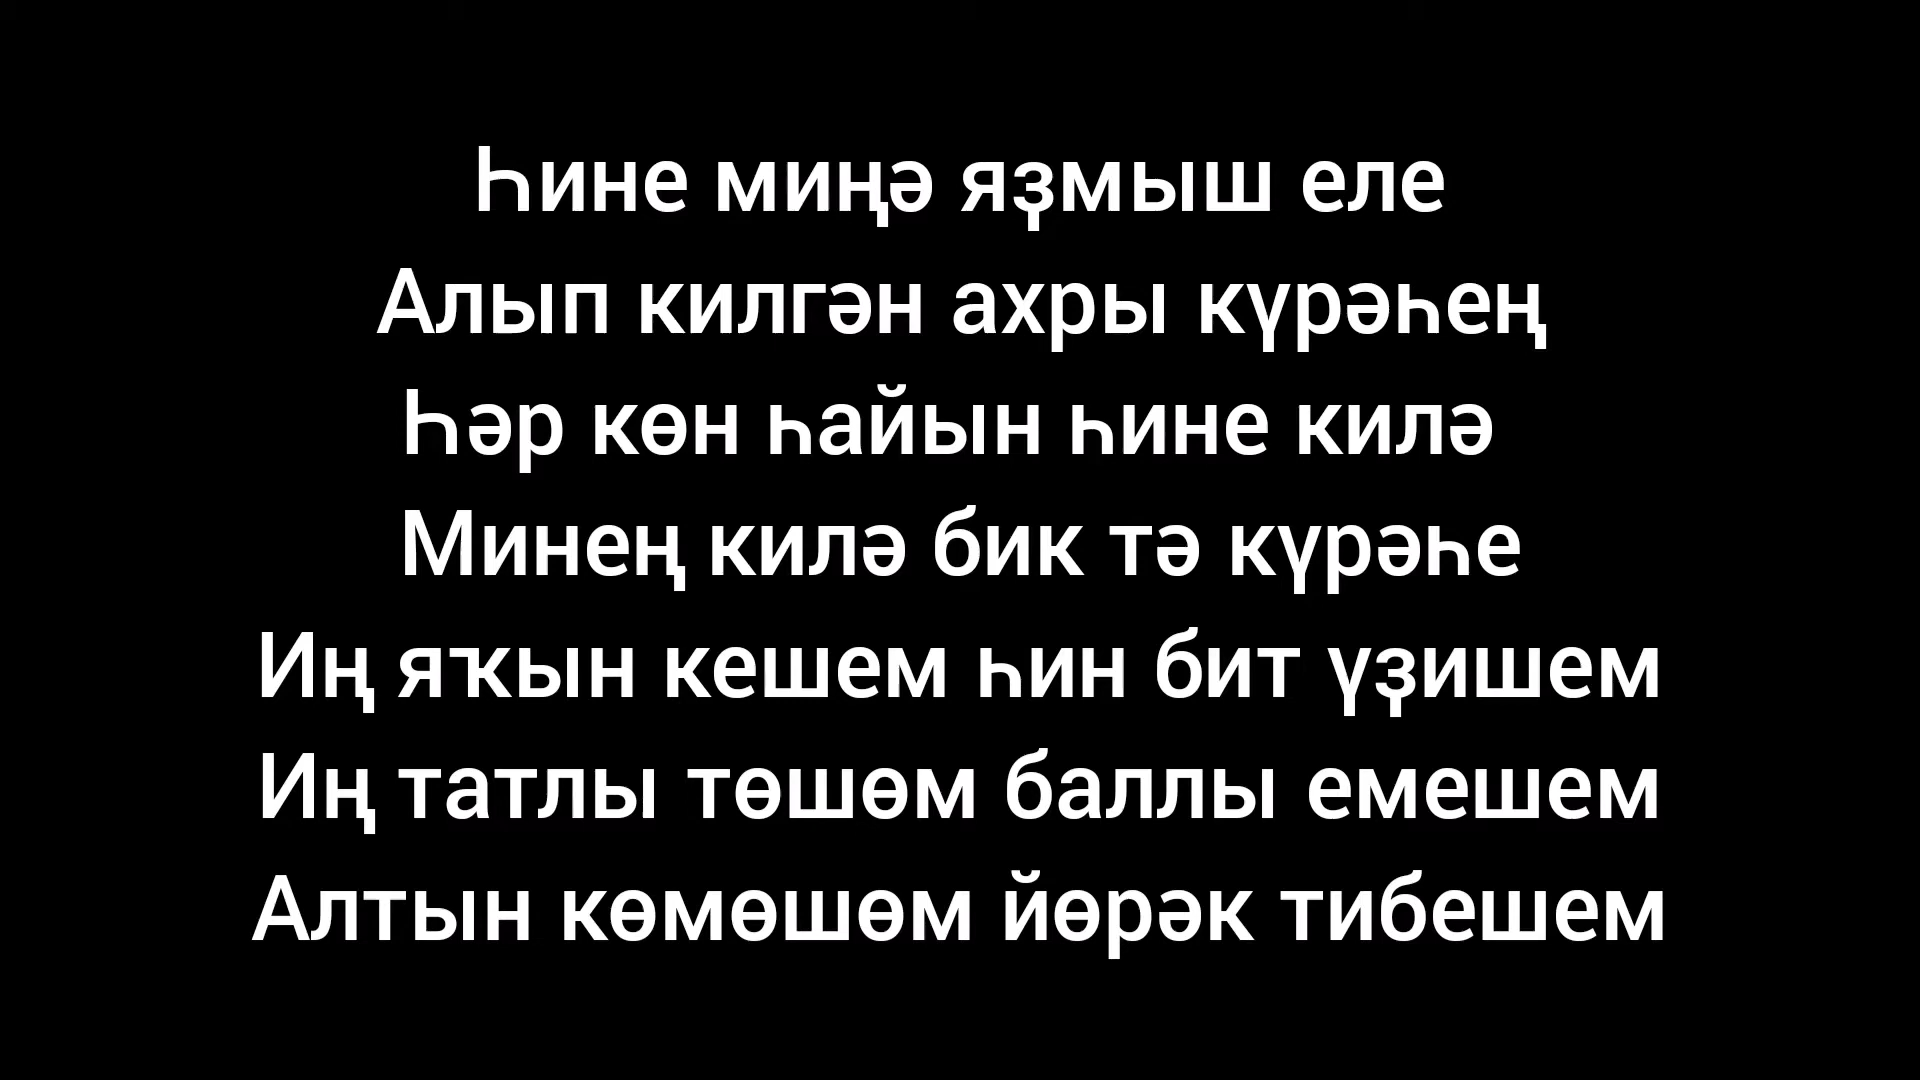 Һине миңә яҙмыш еле
Алып килгән ахры күрәһең
Һәр көн һайын һине килә
Минең килә бик тә күрәһе
Иң яҡын кешем һин бит үҙишем
Иң татлы төшөм баллы емешем
Алтын көмөшөм йөрәк тибешем